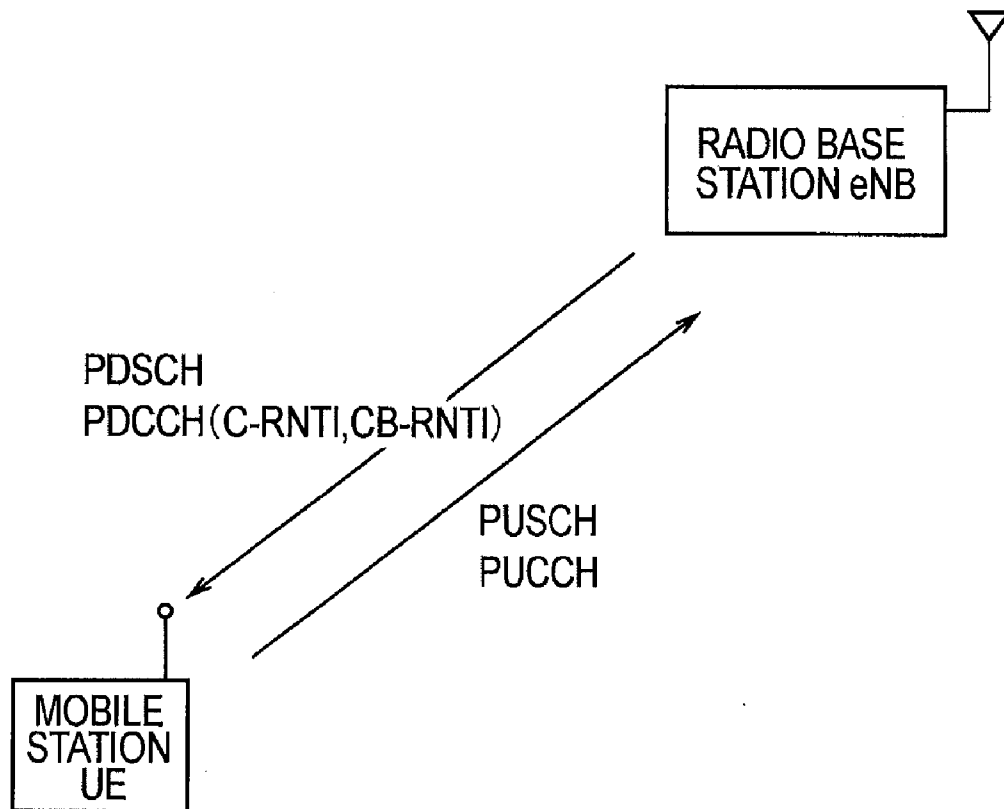 RADIO BASE
STATION eNB
PDSCH
PDCCH(C-RNTI,CB-RNTI)
PUSCH
PUCCH
MOBILE
STATION
UE